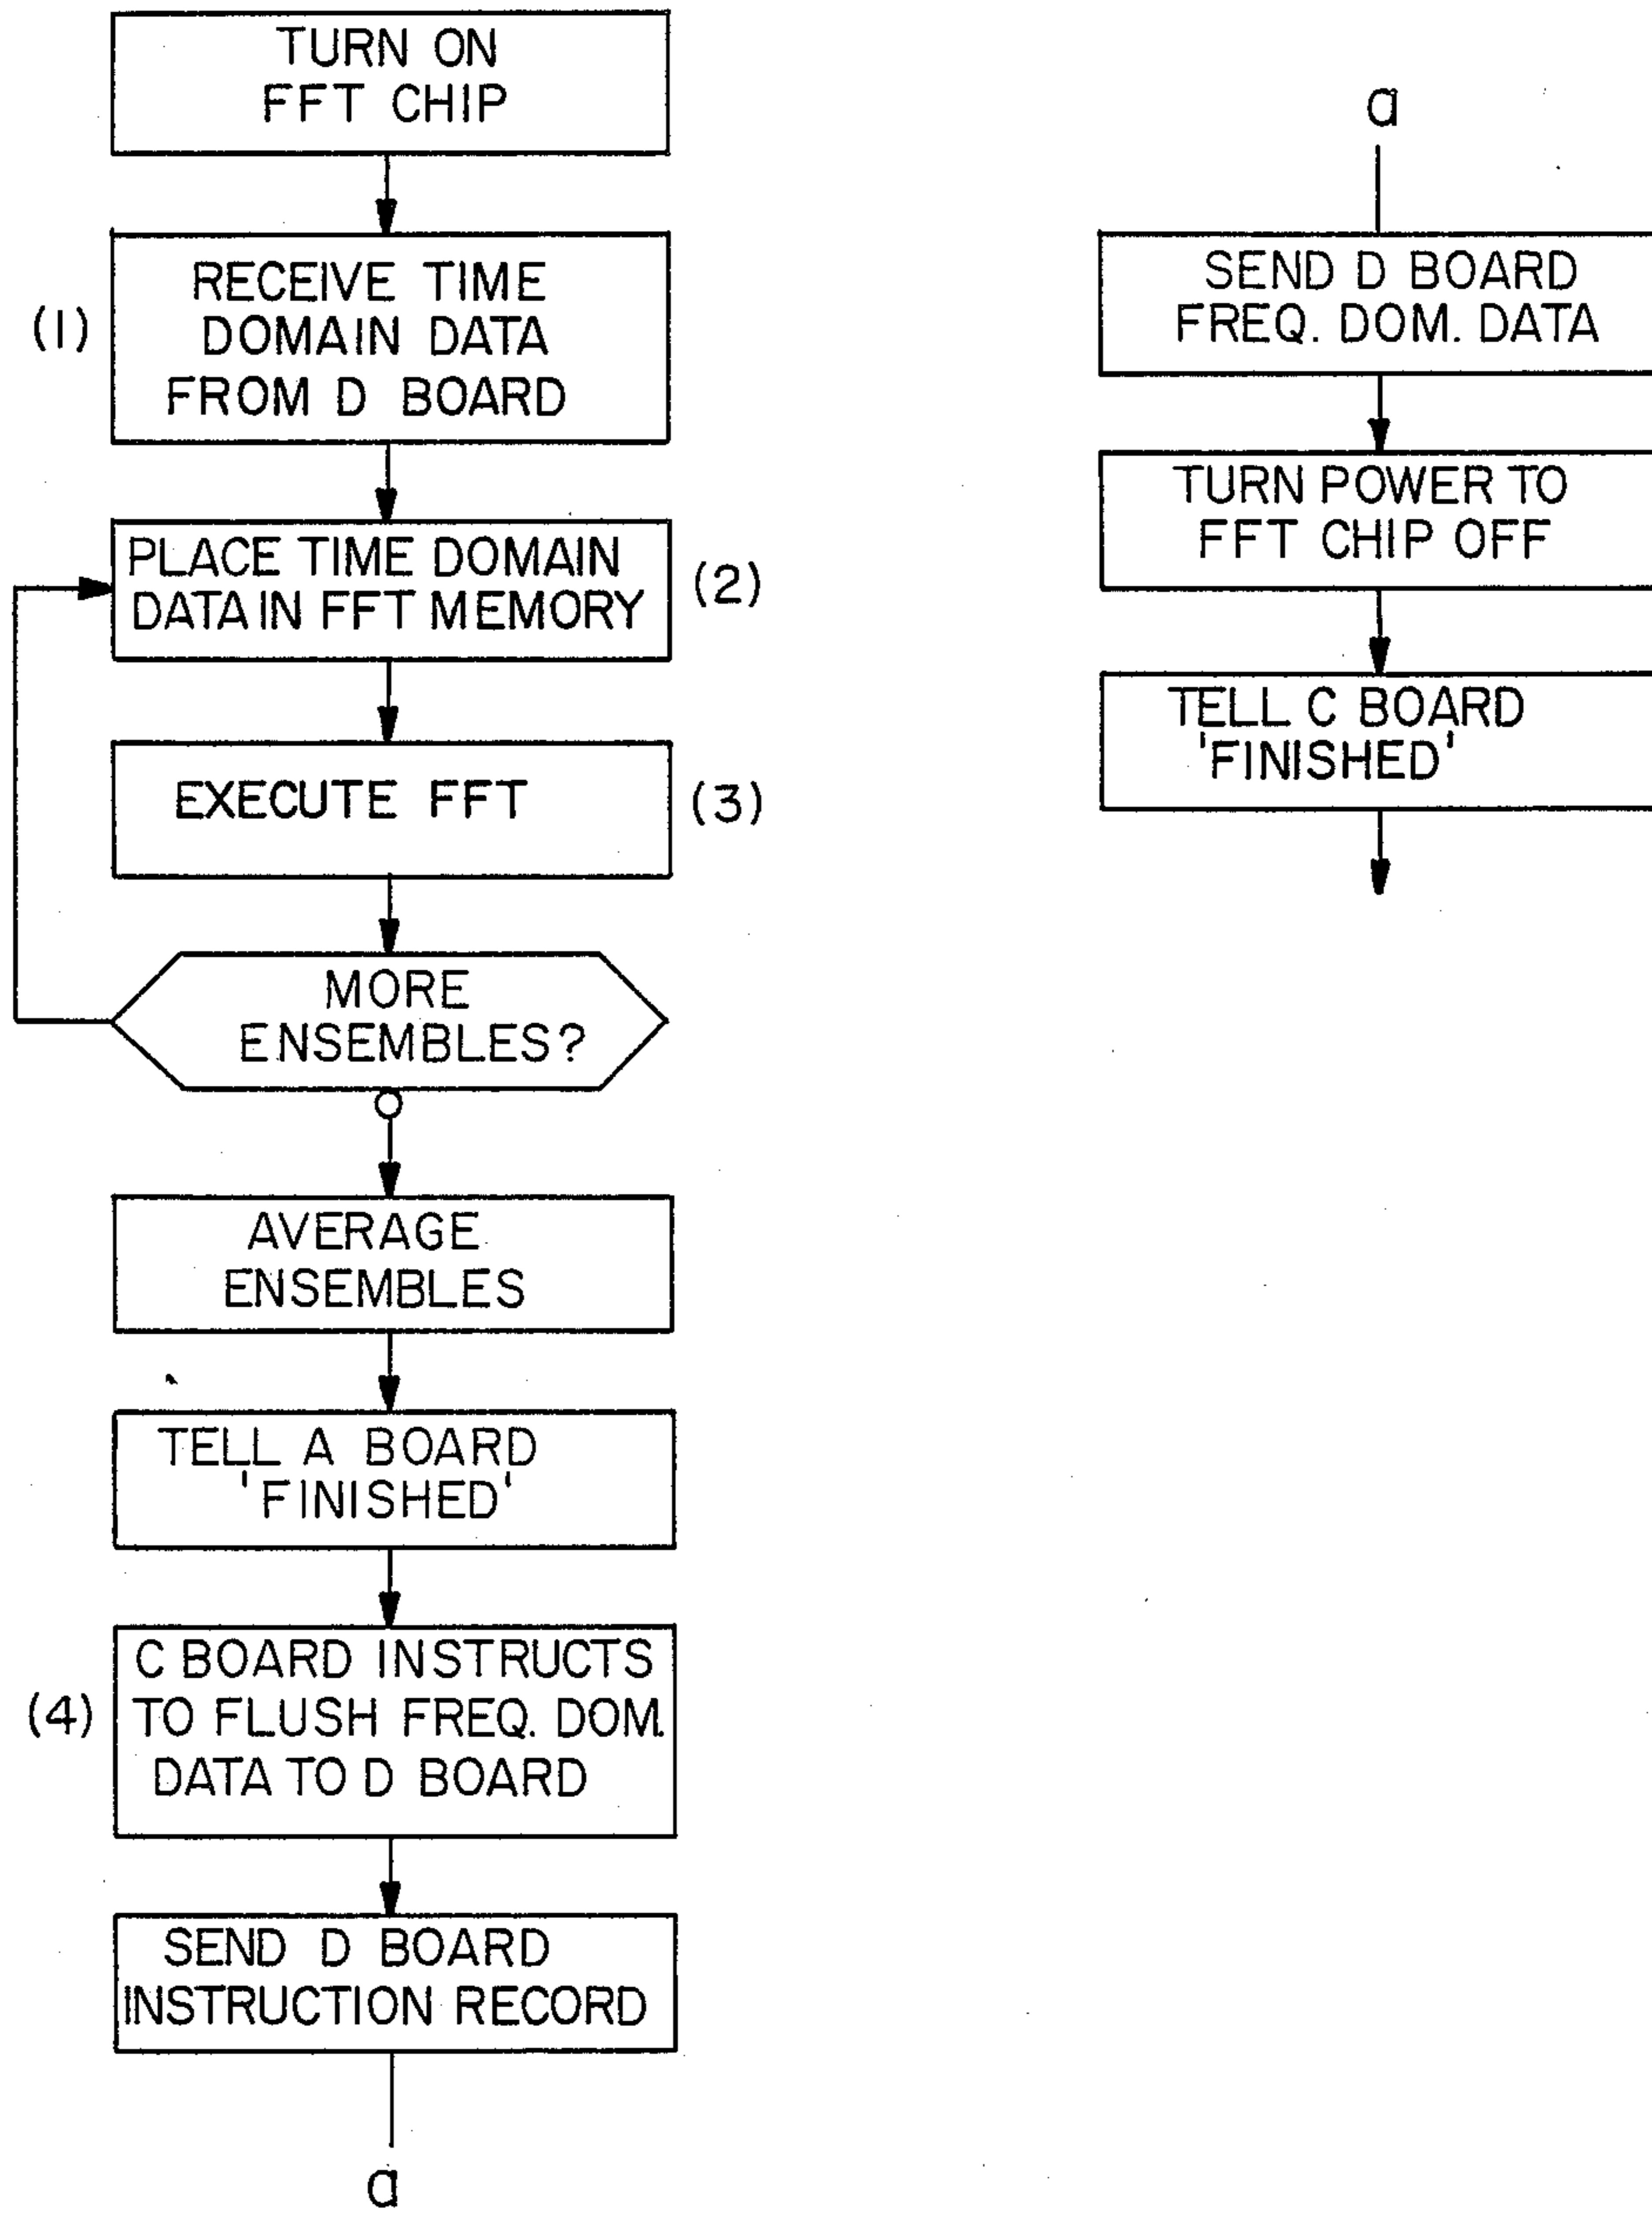 TURN ON
FFT CHIP
(1)
RECEIVE TIME
DOMAIN DATA
FROM D BOARD
PLACE TIME DOMAIN
DATA IN FFT MEMORY
(2)
EXECUTE FFT
(3)
MORE
ENSEMBLES?
AVERAGE
ENSEMBLES
TELL A BOARD
'FINISHED'
(4)
C BOARD INSTRUCTS
TO FLUSH FREQ. DOM.
DATA TO D BOARD
SEND D BOARD
INSTRUCTION RECORD
a
a
SEND D BOARD
FREQ. DOM. DATA
TURN POWER TO
FFT CHIP OFF
TELL C BOARD
'FINISHED'